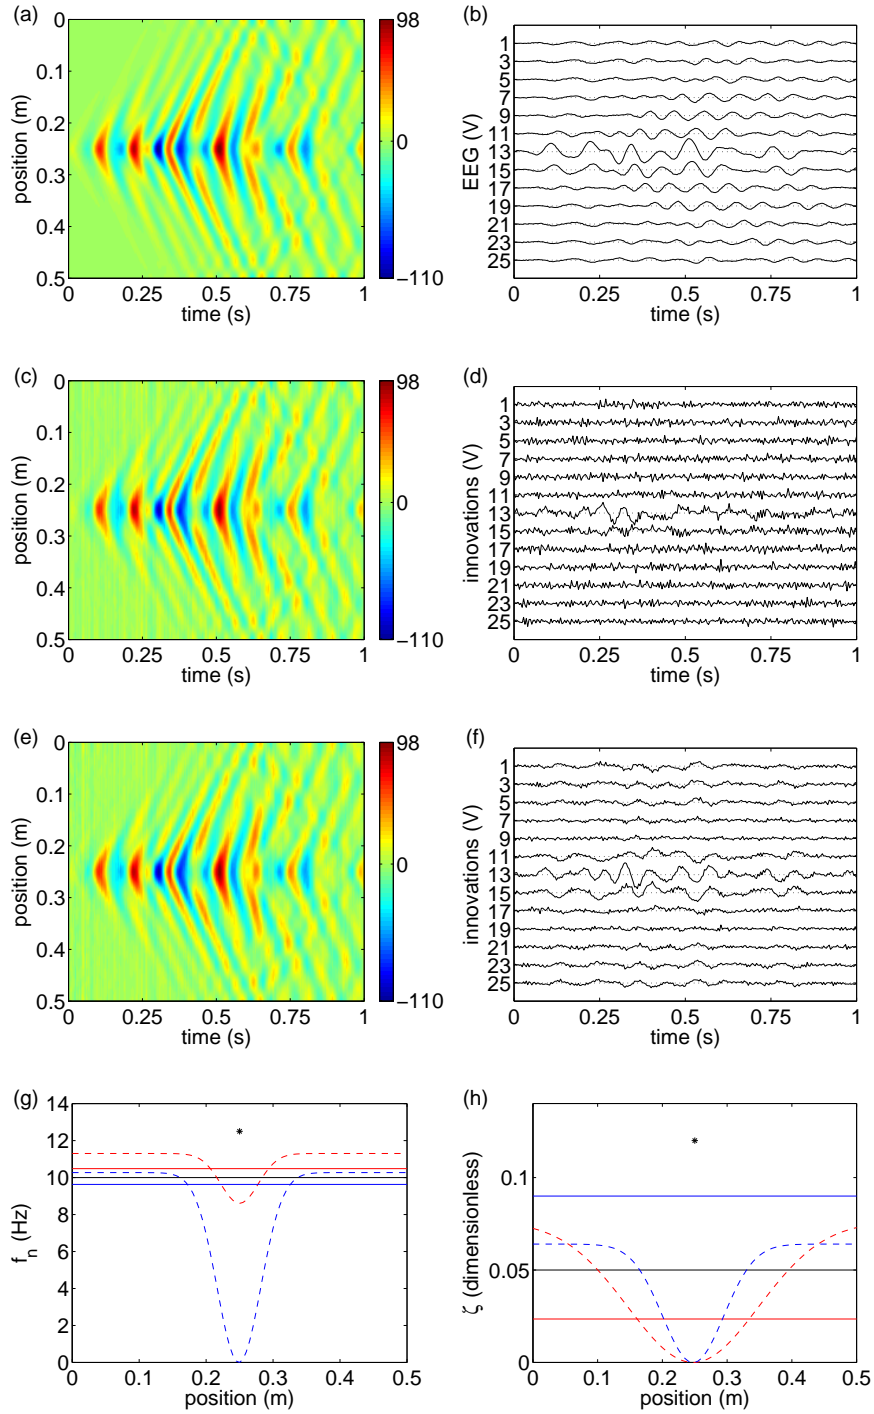 (a)
0
0.1
0.2
0.3
0.4
0.5
position (m)
0 0.25 0.5 0.75 1
time (s)
98
0
−110
(b)
1
3
5
7
9
11
13
15
17
19
21
23
25
EEG (V)
0 0.25 0.5 0.75 1
time (s)
(c)
0
0.1
0.2
0.3
0.4
0.5
position (m)
0 0.25 0.5 0.75 1
time (s)
98
0
−110
(d)
1
3
5
7
9
11
13
15
17
19
21
23
25
innovations (V)
0 0.25 0.5 0.75 1
time (s)
(e)
0
0.1
0.2
0.3
0.4
0.5
position (m)
0 0.25 0.5 0.75 1
time (s)
98
0
−110
(f)
1
3
5
7
9
11
13
15
17
19
21
23
25
innovations (V)
0 0.25 0.5 0.75 1
time (s)
(g)
14
12
10
8
6
4
2
0
f_n (Hz)
0 0.1 0.2 0.3 0.4 0.5
position (m)
*
(h)
0.1
0.05
0
ζ (dimensionless)
0 0.1 0.2 0.3 0.4 0.5
position (m)
*